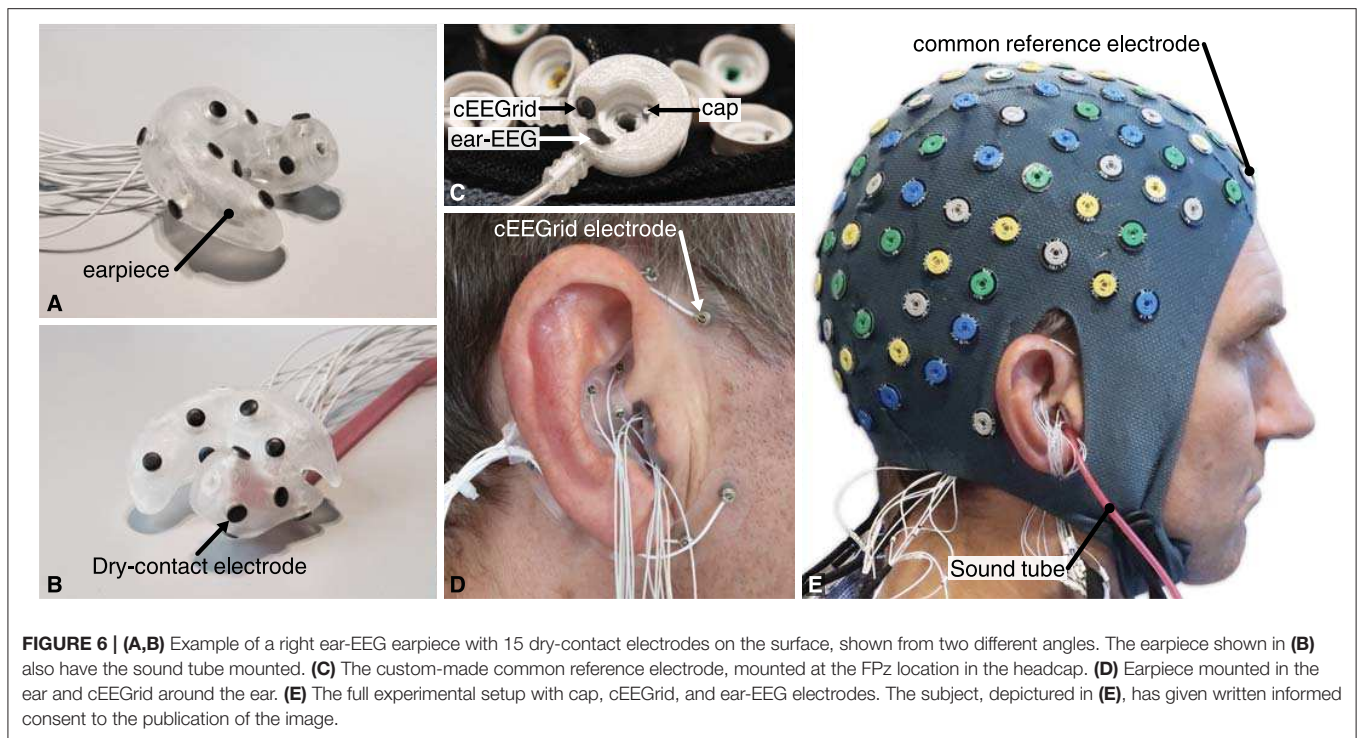 earpiece
A
Dry-contact electrode
B
cEEGrid
cap
ear-EEG
C
cEEGrid electrode
D
common reference electrode
Sound tube
E
FIGURE 6 | (A,B) Example of a right ear-EEG earpiece with 15 dry-contact electrodes on the surface, shown from two different angles. The earpiece shown in (B)
also have the sound tube mounted. (C) The custom-made common reference electrode, mounted at the FPz location in the headcap. (D) Earpiece mounted in the
ear and cEEGrid around the ear. (E) The full experimental setup with cap, cEEGrid, and ear-EEG electrodes. The subject, depictured in (E), has given written informed
consent to the publication of the image.